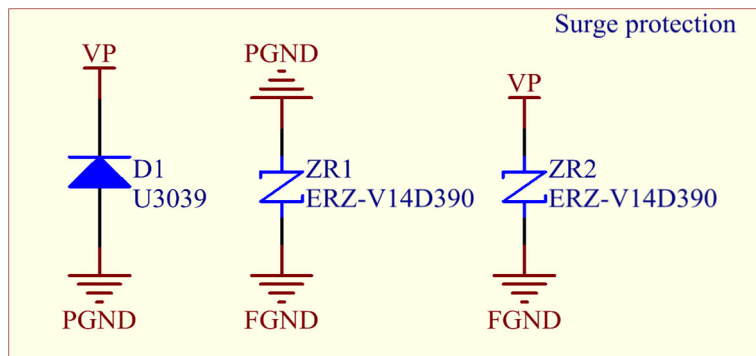 Surge protection
VP
PGND
VP
D1
U3039
ZR1
ERZ-V14D390
ZR2
ERZ-V14D390
PGND
FGND
FGND